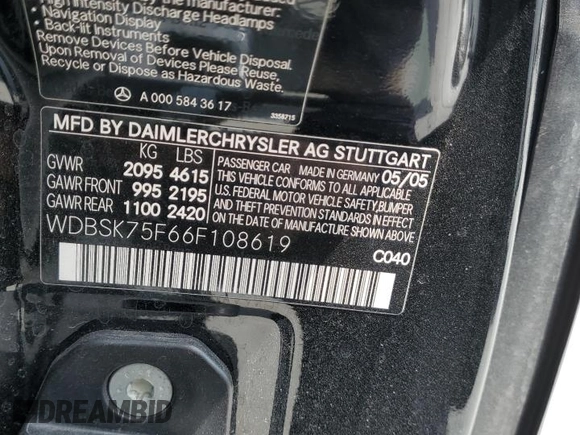 High Intensity Discharge Headlamps
Navigation Display
Back-lit Instruments
Remove Devices Before Vehicle Disposal.
Upon Removal of Devices Please Reuse,
Recycle or Dispose as Hazardous Waste.
A 000 584 36 17
3358715
MFD BY DAIMLERCHRYSLER AG STUTTGART
KG LBS
GVWR 2095 4615
GAWR FRONT 995 2195
GAWR REAR 1100 2420
PASSENGER CAR MADE IN GERMANY 05/05
THIS VEHICLE CONFORMS TO ALL APPLICABLE
U.S. FEDERAL MOTOR VEHICLE SAFETY, BUMPER,
AND THEFT PREVENTION STANDARDS IN EFFECT
ON THE DATE OF MANUFACTURE SHOWN ABOVE
WDBSK75F66F108619
C040
DREAMBID